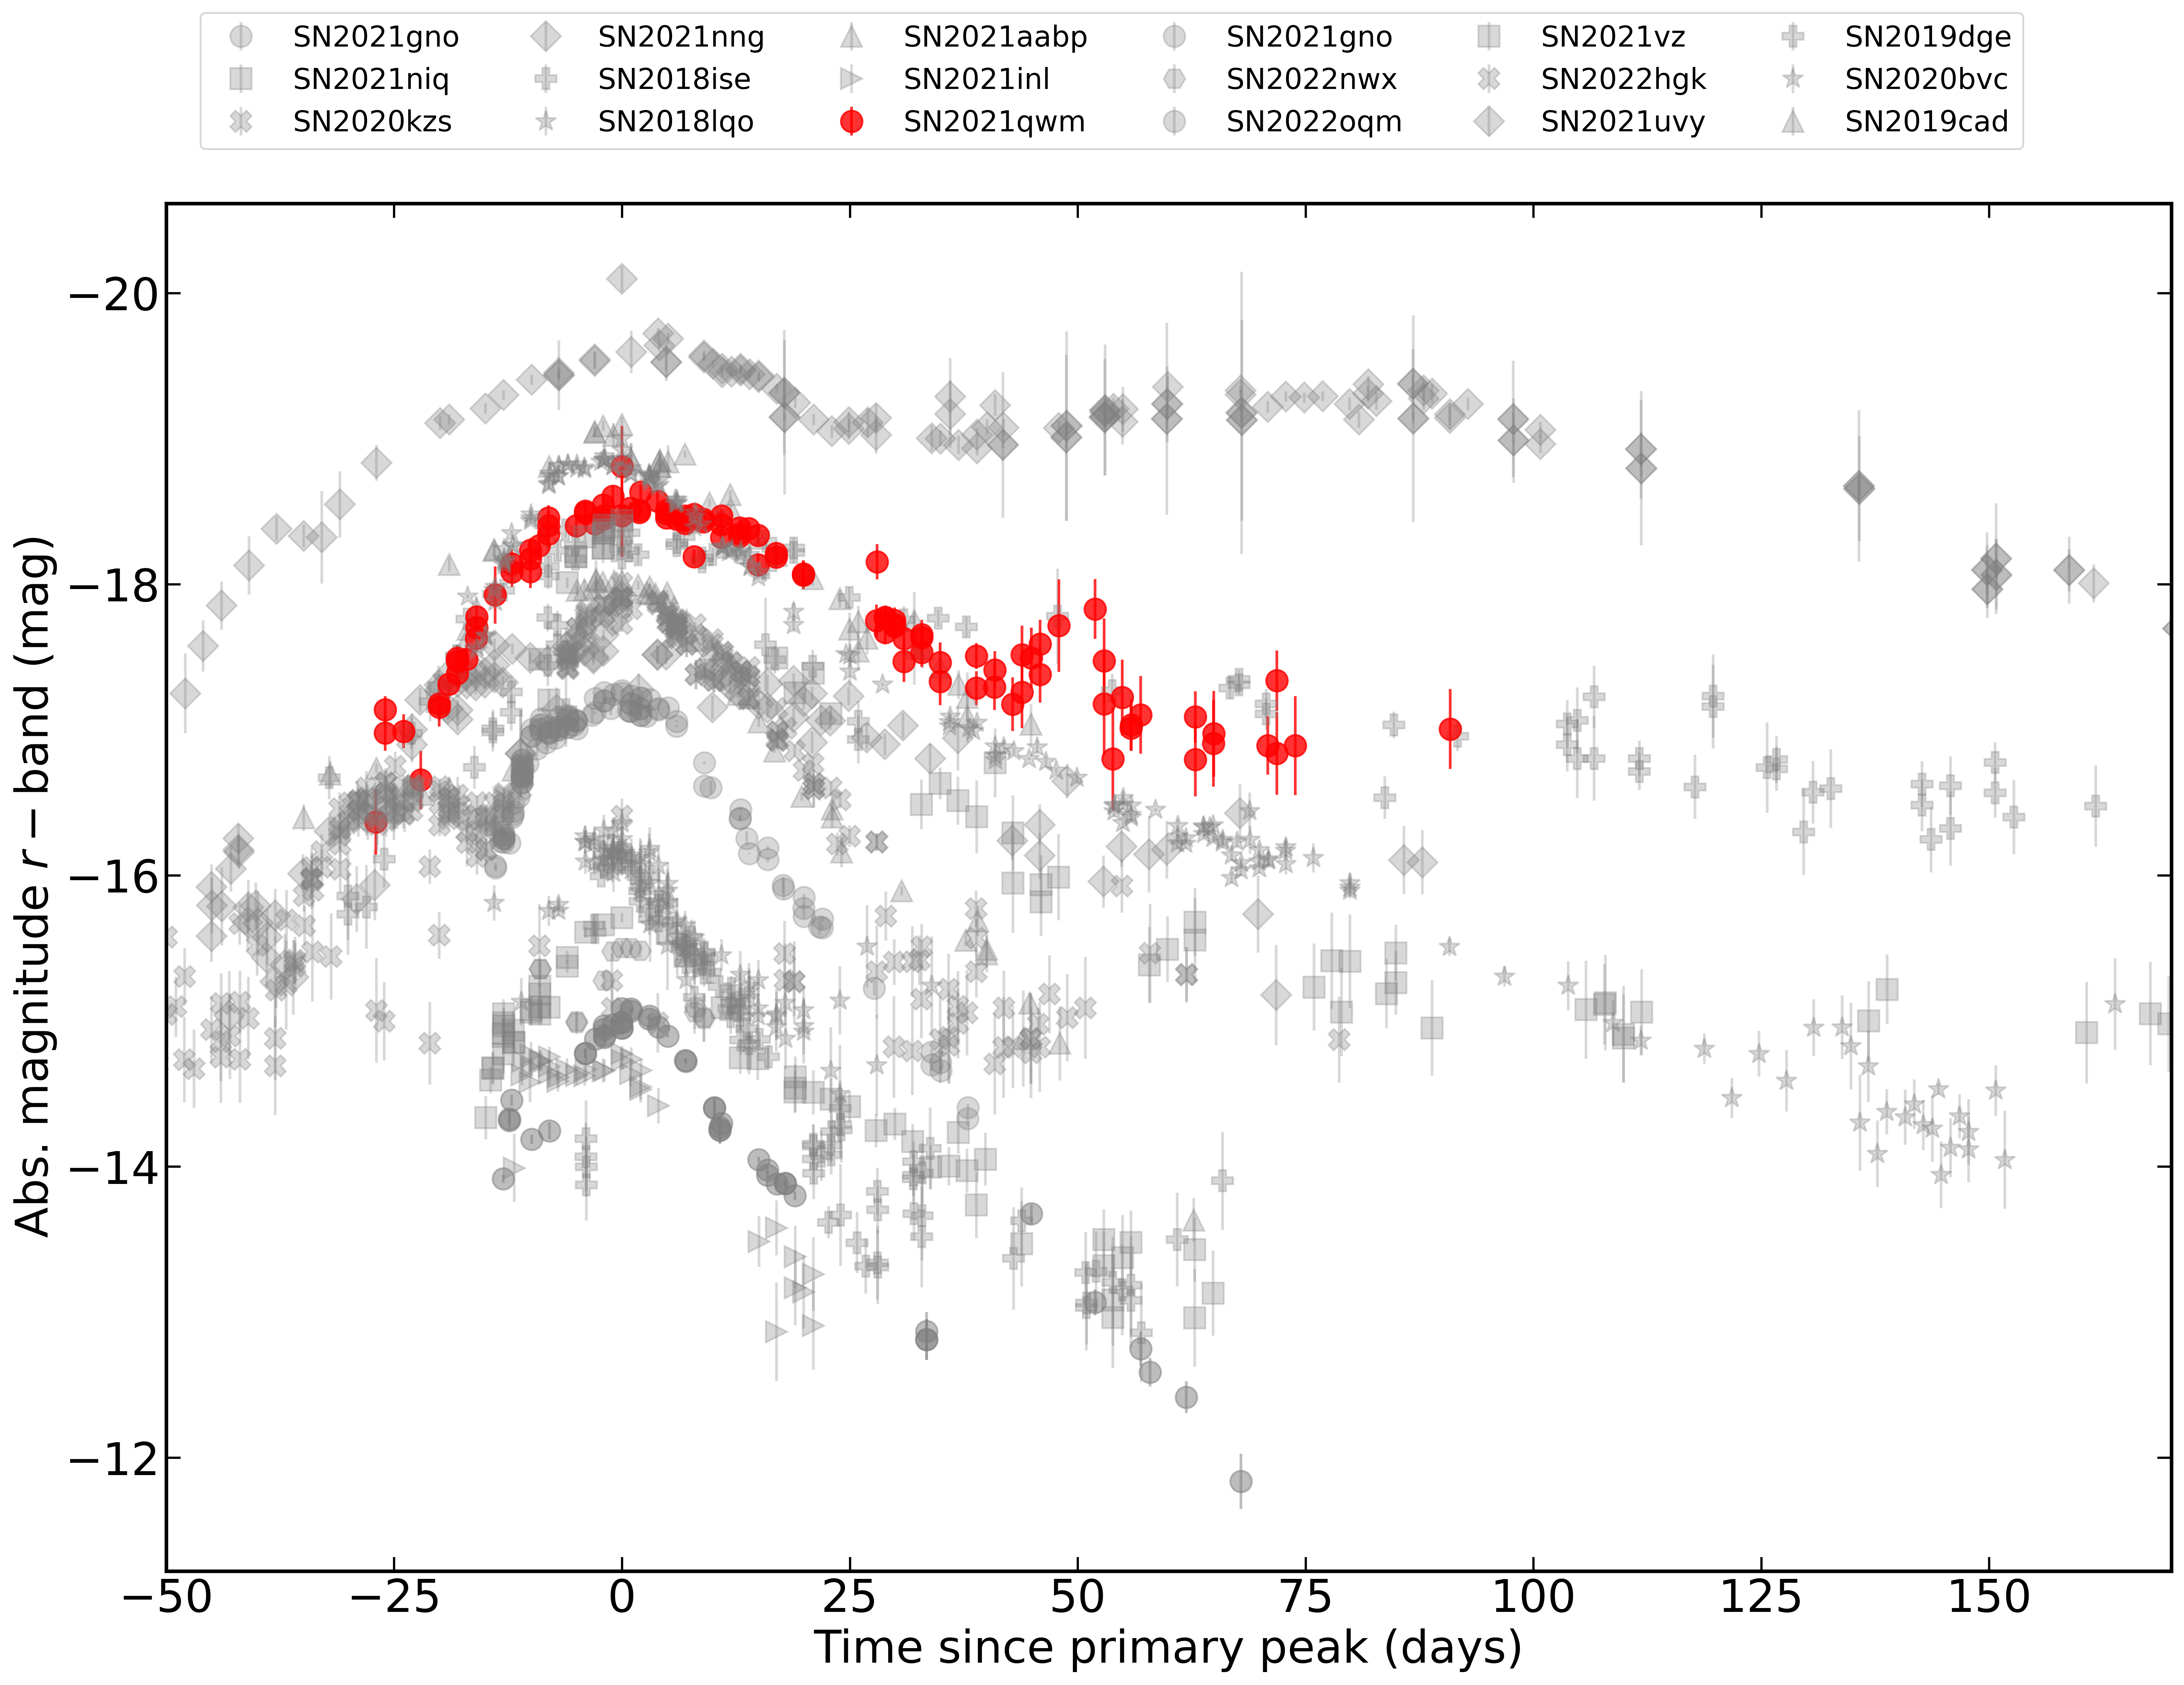 SN2021gno SN2021nng SN2021aabp SN2021gno SN2021vz SN2019dge
SN2021niq SN2018ise SN2021inl SN2022nwx SN2022hgk SN2020bvc
SN2020kzs SN2018lqo SN2021qwm SN2022oqm SN2021uvy SN2019cad
Abs. magnitude r − band (mag)
−20
−18
−16
−14
−12
−50 −25 0 25 50 75 100 125 150
Time since primary peak (days)